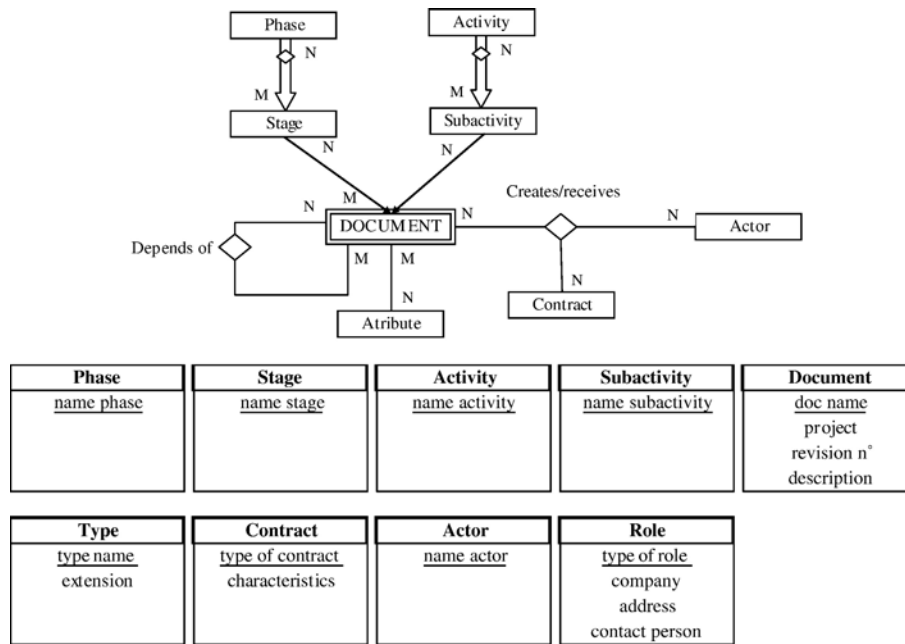 Phase
Activity
N
N
M
M
Stage
Subactivity
N
N
M
Creates/receives
N
DOCUMENT
N
N
Actor
Depends of
M
M
N
N
Contract
Atribute
Phase
name phase
Stage
name stage
Activity
name activity
Subactivity
name subactivity
Document
doc name
project
revision n°
description
Type
type name
extension
Contract
type of contract
characteristics
Actor
name actor
Role
type of role
company
address
contact person